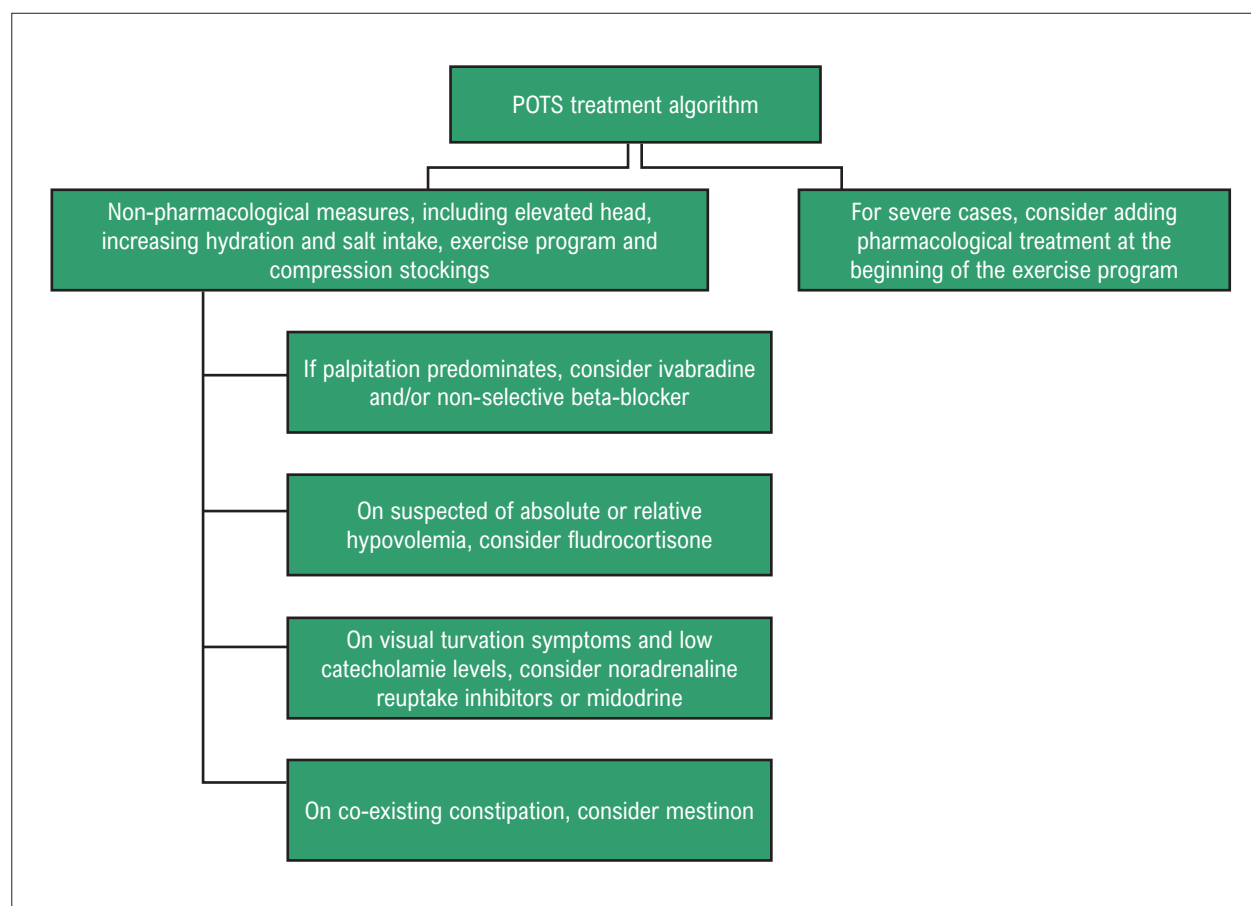 POTS treatment algorithm
Non-pharmacological measures, including elevated head,
increasing hydration and salt intake, exercise program and
compression stockings
For severe cases, consider adding
pharmacological treatment at the
beginning of the exercise program
If palpitation predominates, consider ivabradine
and/or non-selective beta-blocker
On suspected of absolute or relative
hypovolemia, consider fludrocortisone
On visual turvation symptoms and low
catecholamie levels, consider noradrenaline
reuptake inhibitors or midodrine
On co-existing constipation, consider mestinon